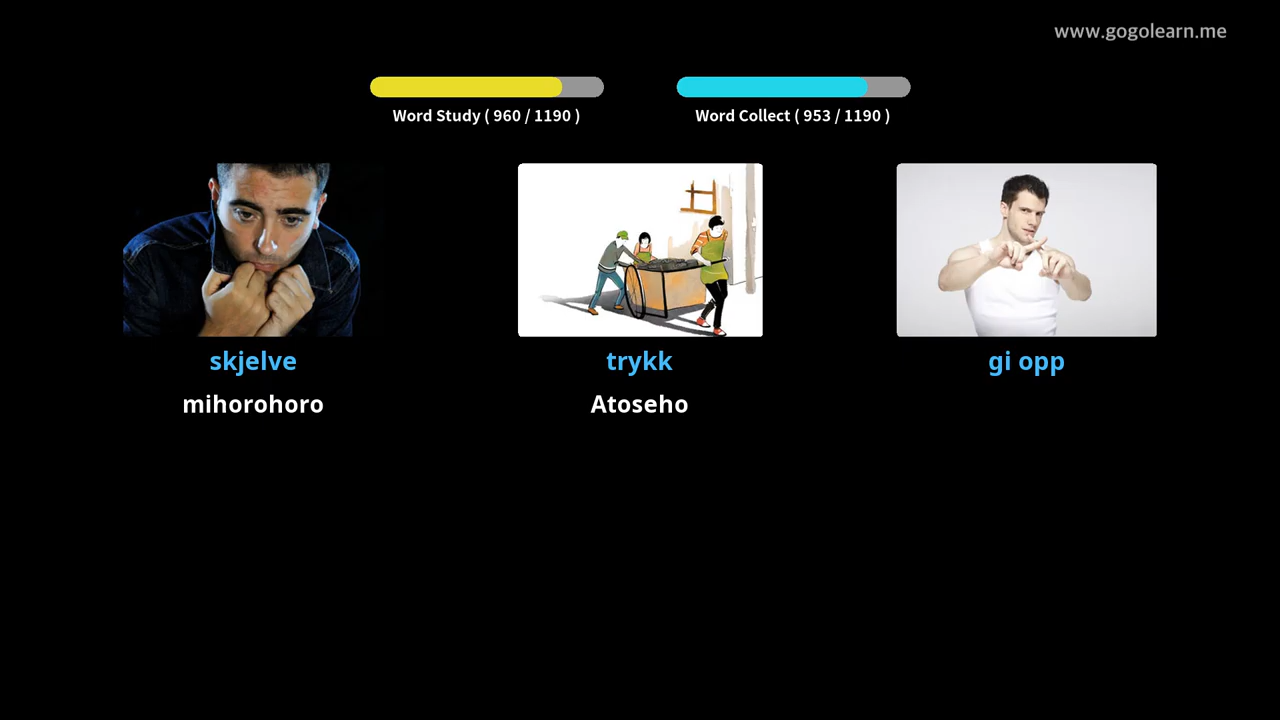 www.gogolearn.me
Word Study ( 960 / 1190 )
Word Collect ( 953 / 1190 )
skjelve
trykk
gi opp
mihorohoro
Atoseho